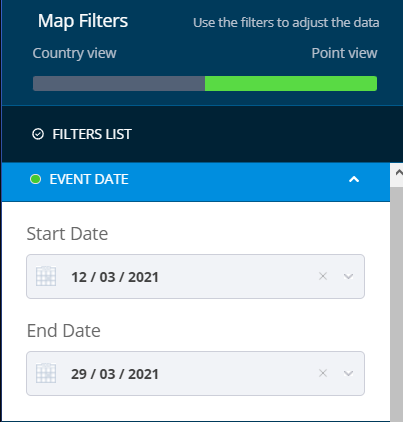 Map Filters
Use the filters to adjust the data
Country view
Point view
FILTERS LIST
EVENT DATE
Start Date
12 / 03 / 2021
End Date
29 / 03 / 2021